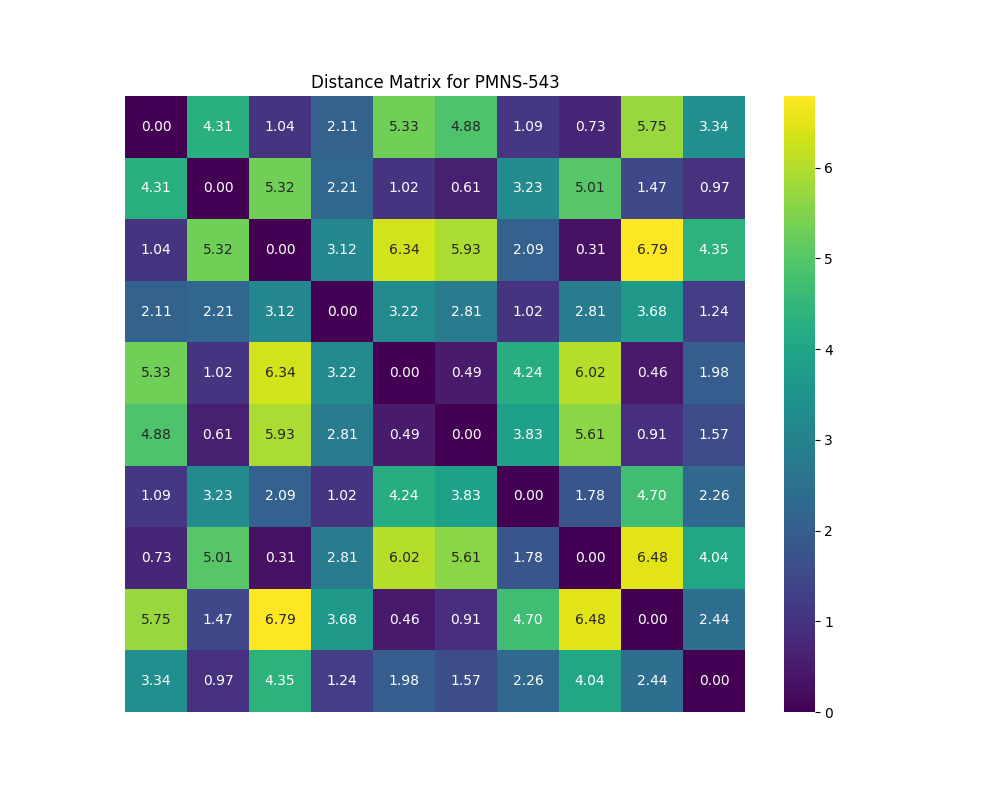 Distance Matrix for PMNS-543
0.00 4.31 1.04 2.11 5.33 4.88 1.09 0.73 5.75 3.34
4.31 0.00 5.32 2.21 1.02 0.61 3.23 5.01 1.47 0.97
1.04 5.32 0.00 3.12 6.34 5.93 2.09 0.31 6.79 4.35
2.11 2.21 3.12 0.00 3.22 2.81 1.02 2.81 3.68 1.24
5.33 1.02 6.34 3.22 0.00 0.49 4.24 6.02 0.46 1.98
4.88 0.61 5.93 2.81 0.49 0.00 3.83 5.61 0.91 1.57
1.09 3.23 2.09 1.02 4.24 3.83 0.00 1.78 4.70 2.26
0.73 5.01 0.31 2.81 6.02 5.61 1.78 0.00 6.48 4.04
5.75 1.47 6.79 3.68 0.46 0.91 4.70 6.48 0.00 2.44
3.34 0.97 4.35 1.24 1.98 1.57 2.26 4.04 2.44 0.00
6
5
4
3
2
1
0